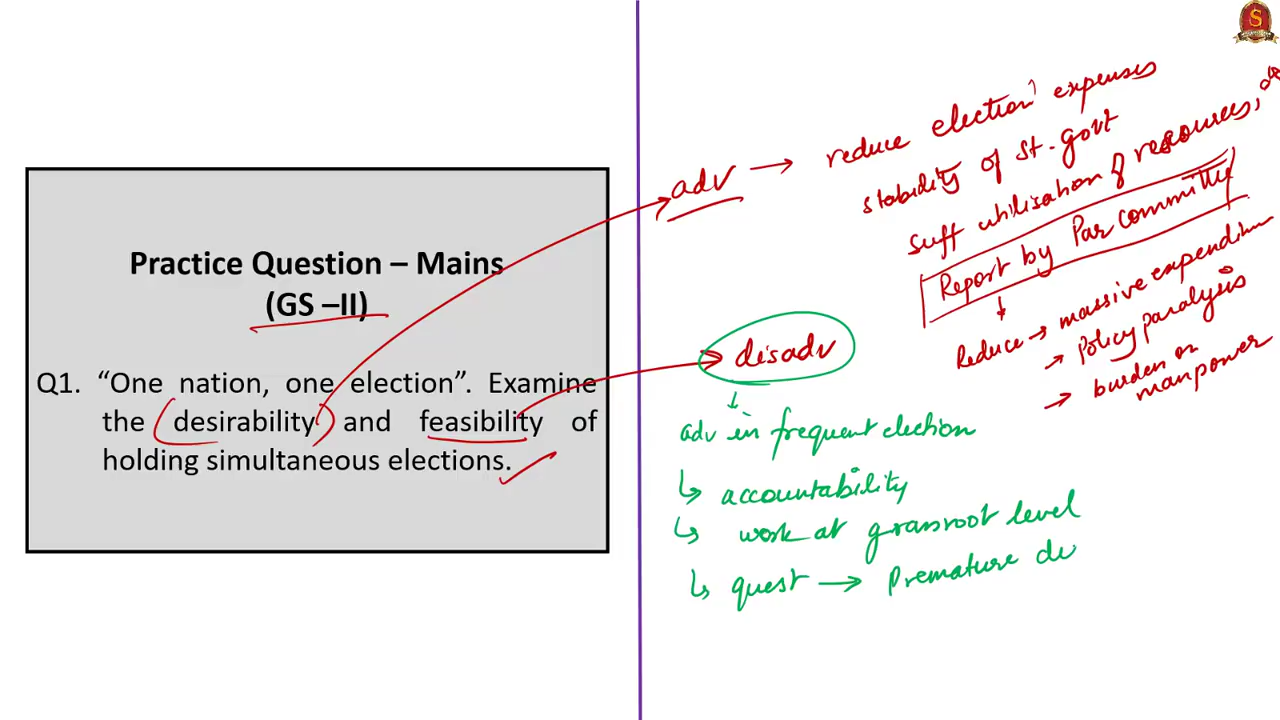 Practice Question – Mains
(GS –II)
Q1. “One nation, one election”. Examine
the desirability and feasibility of
holding simultaneous elections.
adv → reduce election expenses
stability of st. govt
suff utilisation of resources,
Report by Par committee
Reduce → massive expenditure
→ Policy paralysis
→ burden on
manpower
disadv
adv in frequent election
↳ accountability
↳ work at grassroot level
↳ quest → Premature de